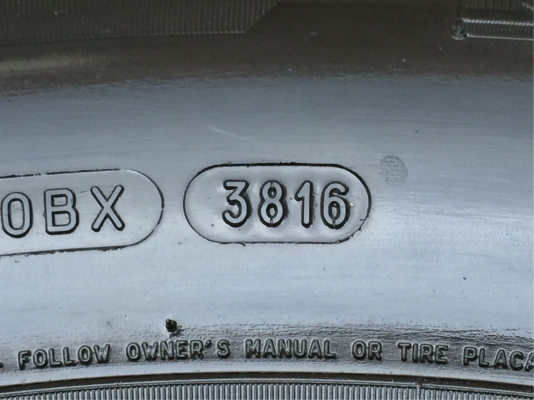 0BX 3816
FOLLOW OWNER'S MANUAL OR TIRE